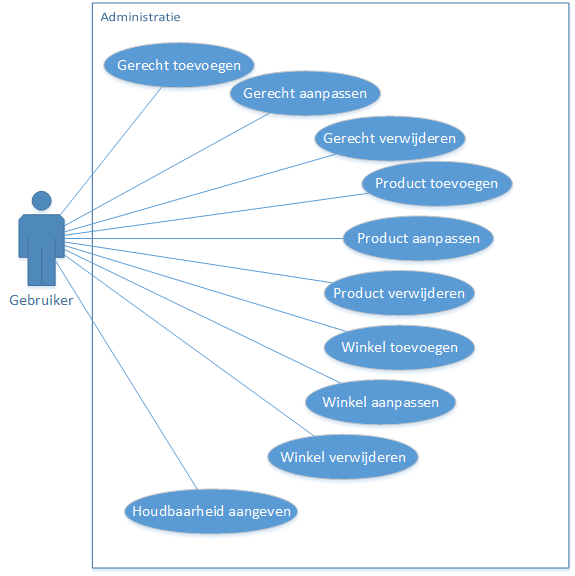 Administratie
Gerecht toevoegen
Gerecht aanpassen
Gerecht verwijderen
Product toevoegen
Product aanpassen
Gebruiker
Product verwijderen
Winkel toevoegen
Winkel aanpassen
Winkel verwijderen
Houdbaarheid aangeven